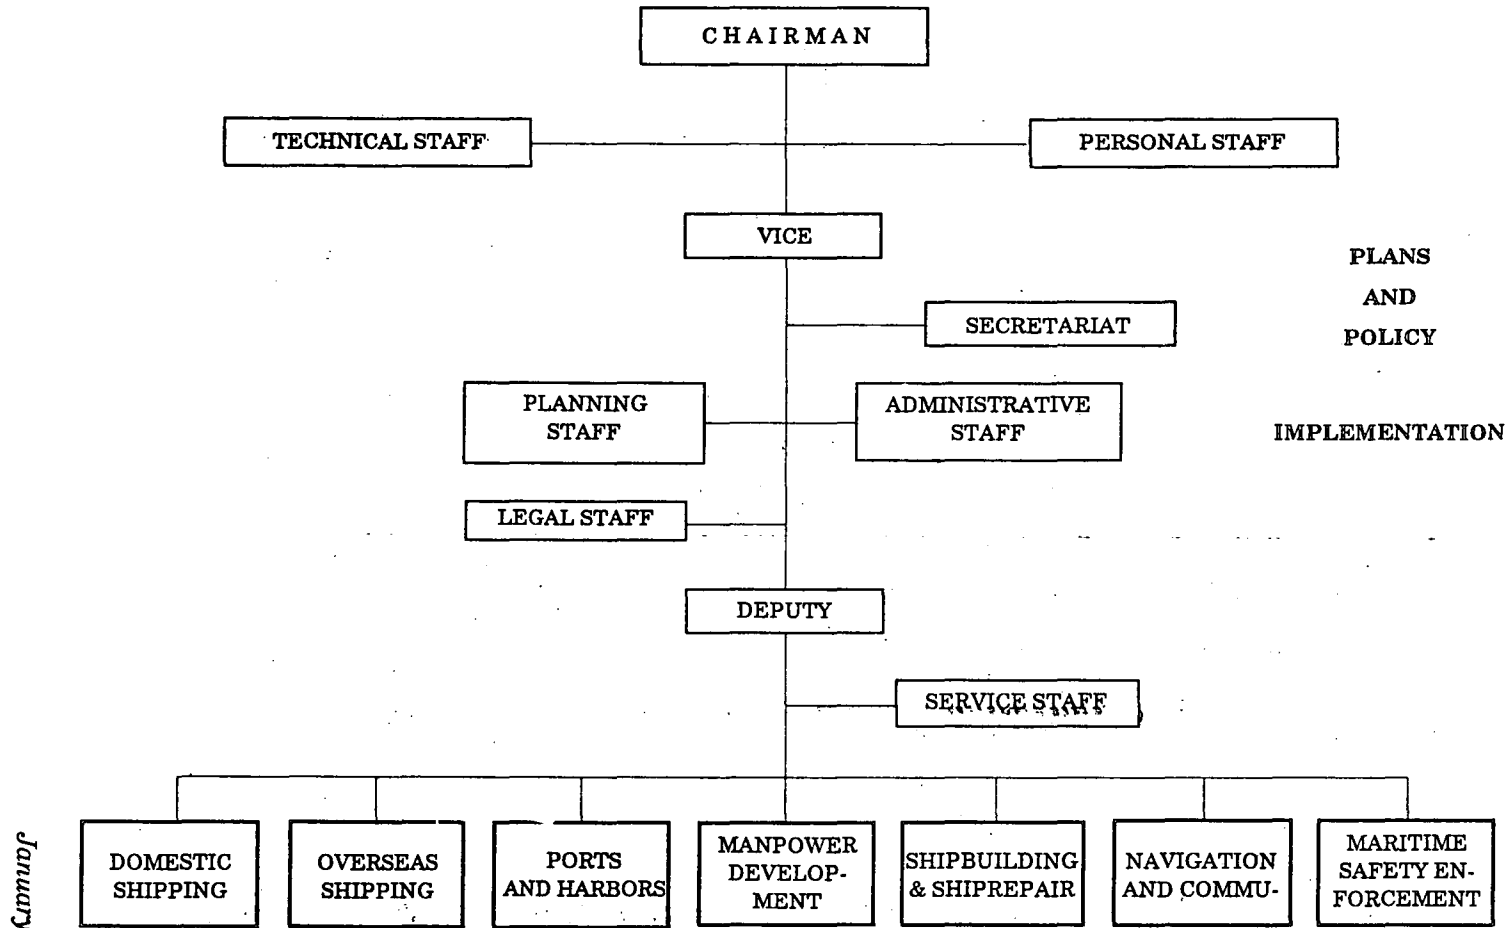 CHAIRMAN
TECHNICAL STAFF
PERSONAL STAFF
VICE
PLANS
AND
POLICY
SECRETARIAT
PLANNING
STAFF
ADMINISTRATIVE
STAFF
IMPLEMENTATION
LEGAL STAFF
DEPUTY
SERVICE STAFF
DOMESTIC
SHIPPING
OVERSEAS
SHIPPING
PORTS
AND HARBORS
MANPOWER
DEVELOP-
MENT
SHIPBUILDING
& SHIPREPAIR
NAVIGATION
AND COMMU-
MARITIME
SAFETY EN-
FORCEMENT
January